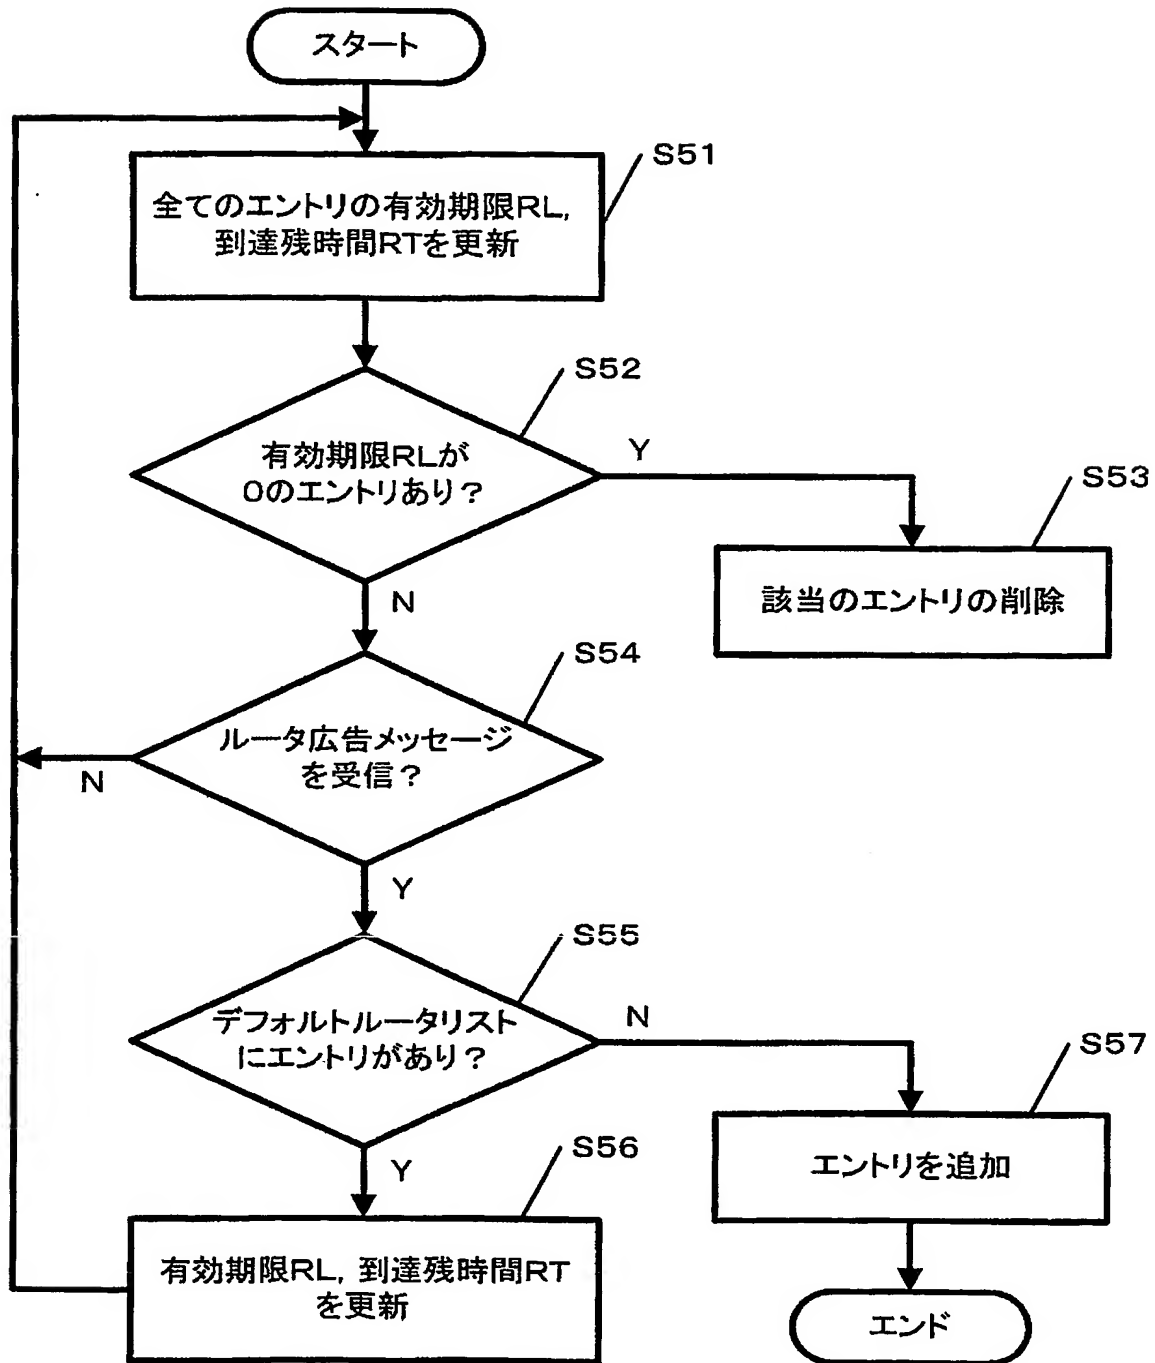 スタート
S51
全てのエントリの有効期限RL,
到達残時間RTを更新
S52
有効期限RLが
0のエントリあり?
Y
S53
該当のエントリの削除
N
S54
ルータ広告メッセージ
を受信?
N
Y
S55
デフォルトルータリスト
にエントリがあり?
N
S57
エントリを追加
Y
S56
有効期限RL, 到達残時間RT
を更新
エンド